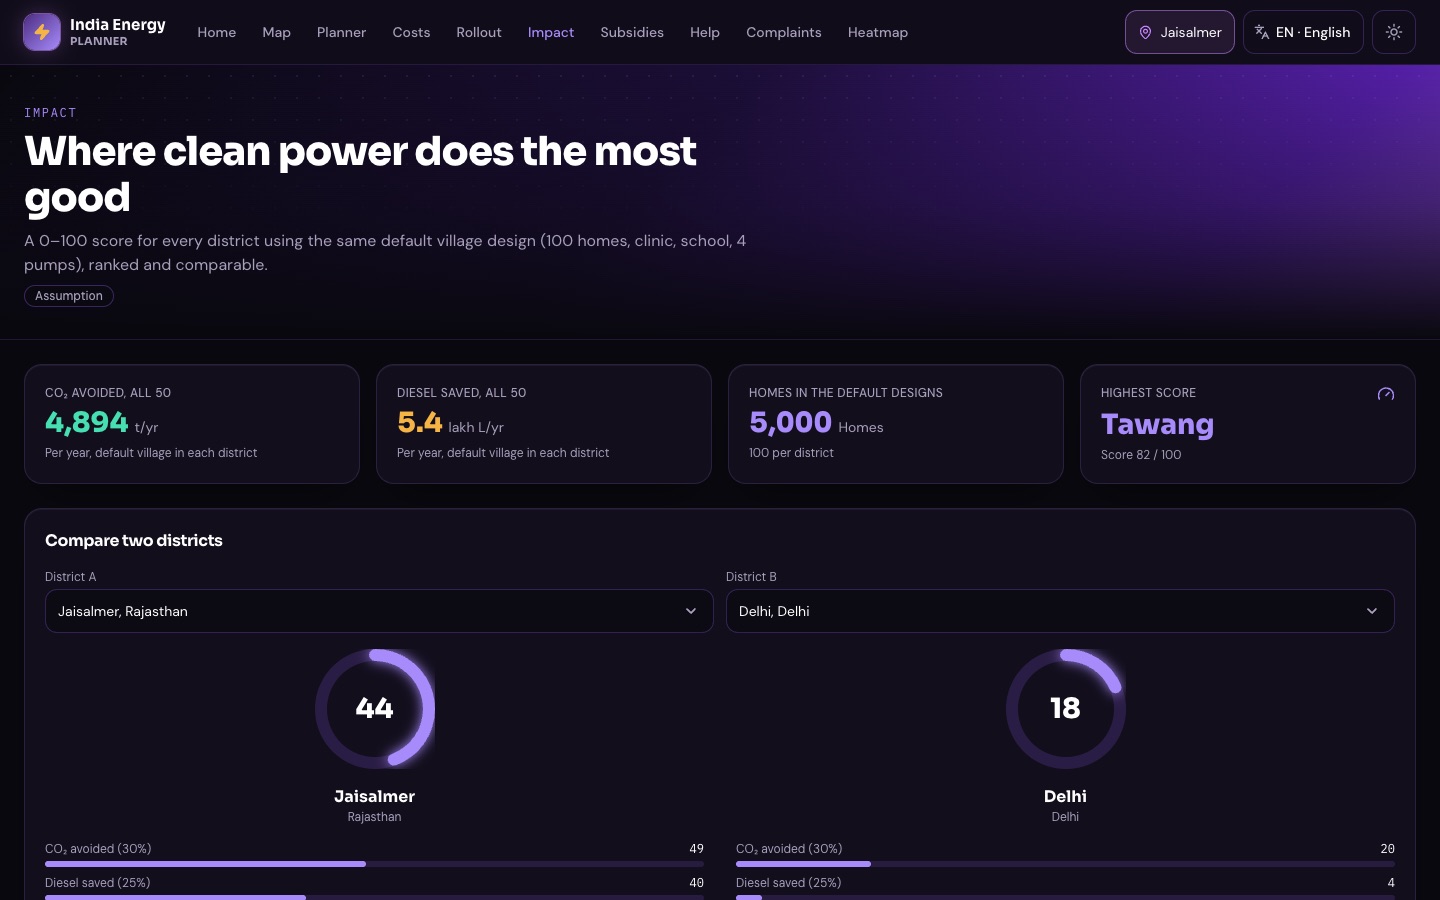 India Energy
PLANNER
Home
Map
Planner
Costs
Rollout
Impact
Subsidies
Help
Complaints
Heatmap
Jaisalmer
EN · English
IMPACT
Where clean power does the most
good
A 0–100 score for every district using the same default village design (100 homes, clinic, school, 4
pumps), ranked and comparable.
Assumption
CO₂ AVOIDED, ALL 50
4,894 t/yr
Per year, default village in each district
DIESEL SAVED, ALL 50
5.4 lakh L/yr
Per year, default village in each district
HOMES IN THE DEFAULT DESIGNS
5,000 Homes
100 per district
HIGHEST SCORE
Tawang
Score 82 / 100
Compare two districts
District A
Jaisalmer, Rajasthan
District B
Delhi, Delhi
44
Jaisalmer
Rajasthan
CO₂ avoided (30%) 49
Diesel saved (25%) 40
18
Delhi
Delhi
CO₂ avoided (30%) 20
Diesel saved (25%) 4